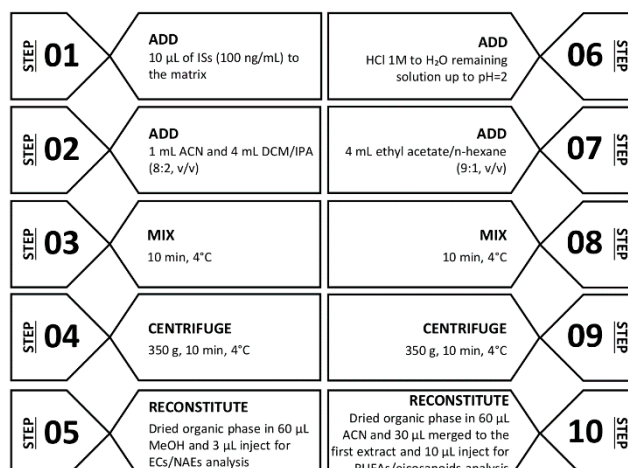 STEP 01
ADD
10 µL of ISs (100 ng/mL) to
the matrix
STEP 02
ADD
1 mL ACN and 4 mL DCM/IPA
(8:2, v/v)
STEP 03
MIX
10 min, 4°C
STEP 04
CENTRIFUGE
350 g, 10 min, 4°C
STEP 05
RECONSTITUTE
Dried organic phase in 60 µL
MeOH and 3 µL inject for
ECs/NAEs analysis
ADD
HCl 1M to H₂O remaining
solution up to pH=2
06 STEP
ADD
4 mL ethyl acetate/n-hexane
(9:1, v/v)
07 STEP
MIX
10 min, 4°C
08 STEP
CENTRIFUGE
350 g, 10 min, 4°C
09 STEP
RECONSTITUTE
Dried organic phase in 60 µL
ACN and 30 µL merged to the
first extract and 10 µL inject for
PUFAs/eicosanoids analysis
10 STEP